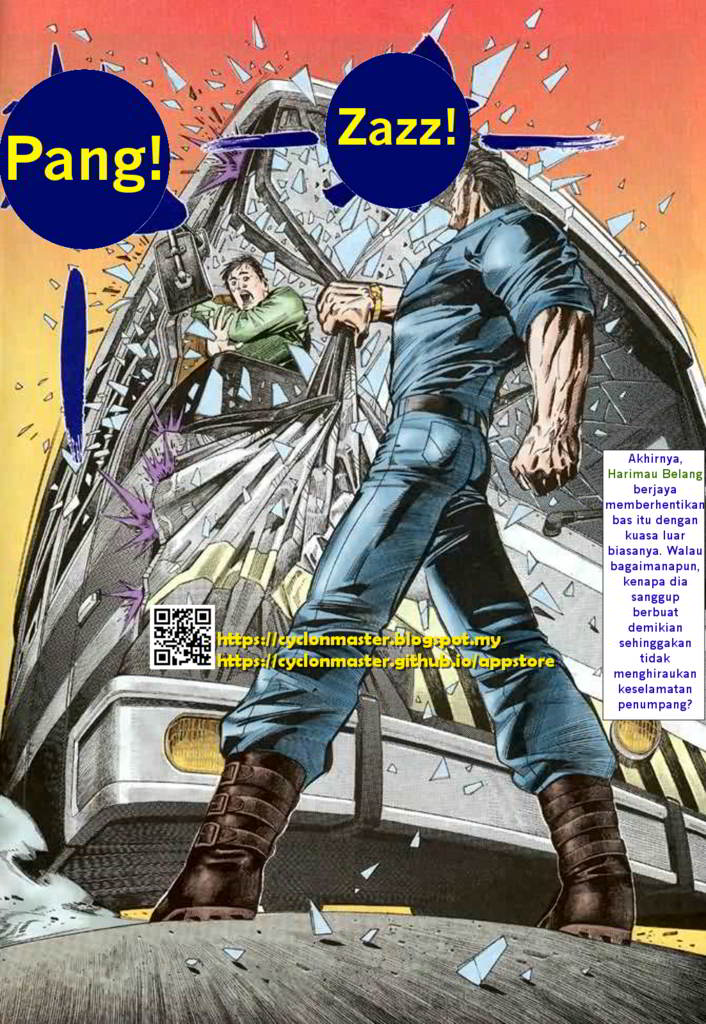 Pang!
Zazz!
Akhirnya,
Harimau Belang
berjaya
memberhentikan
bas itu dengan
kuasa luar
biasanya. Walau
bagaimanapun,
kenapa dia
sanggup
berbuat
demikian
sehinggakan
tidak
menghiraukan
keselamatan
penumpang?
https://cyclonmaster.blogspot.my
https://cyclonmaster.github.io/appstore